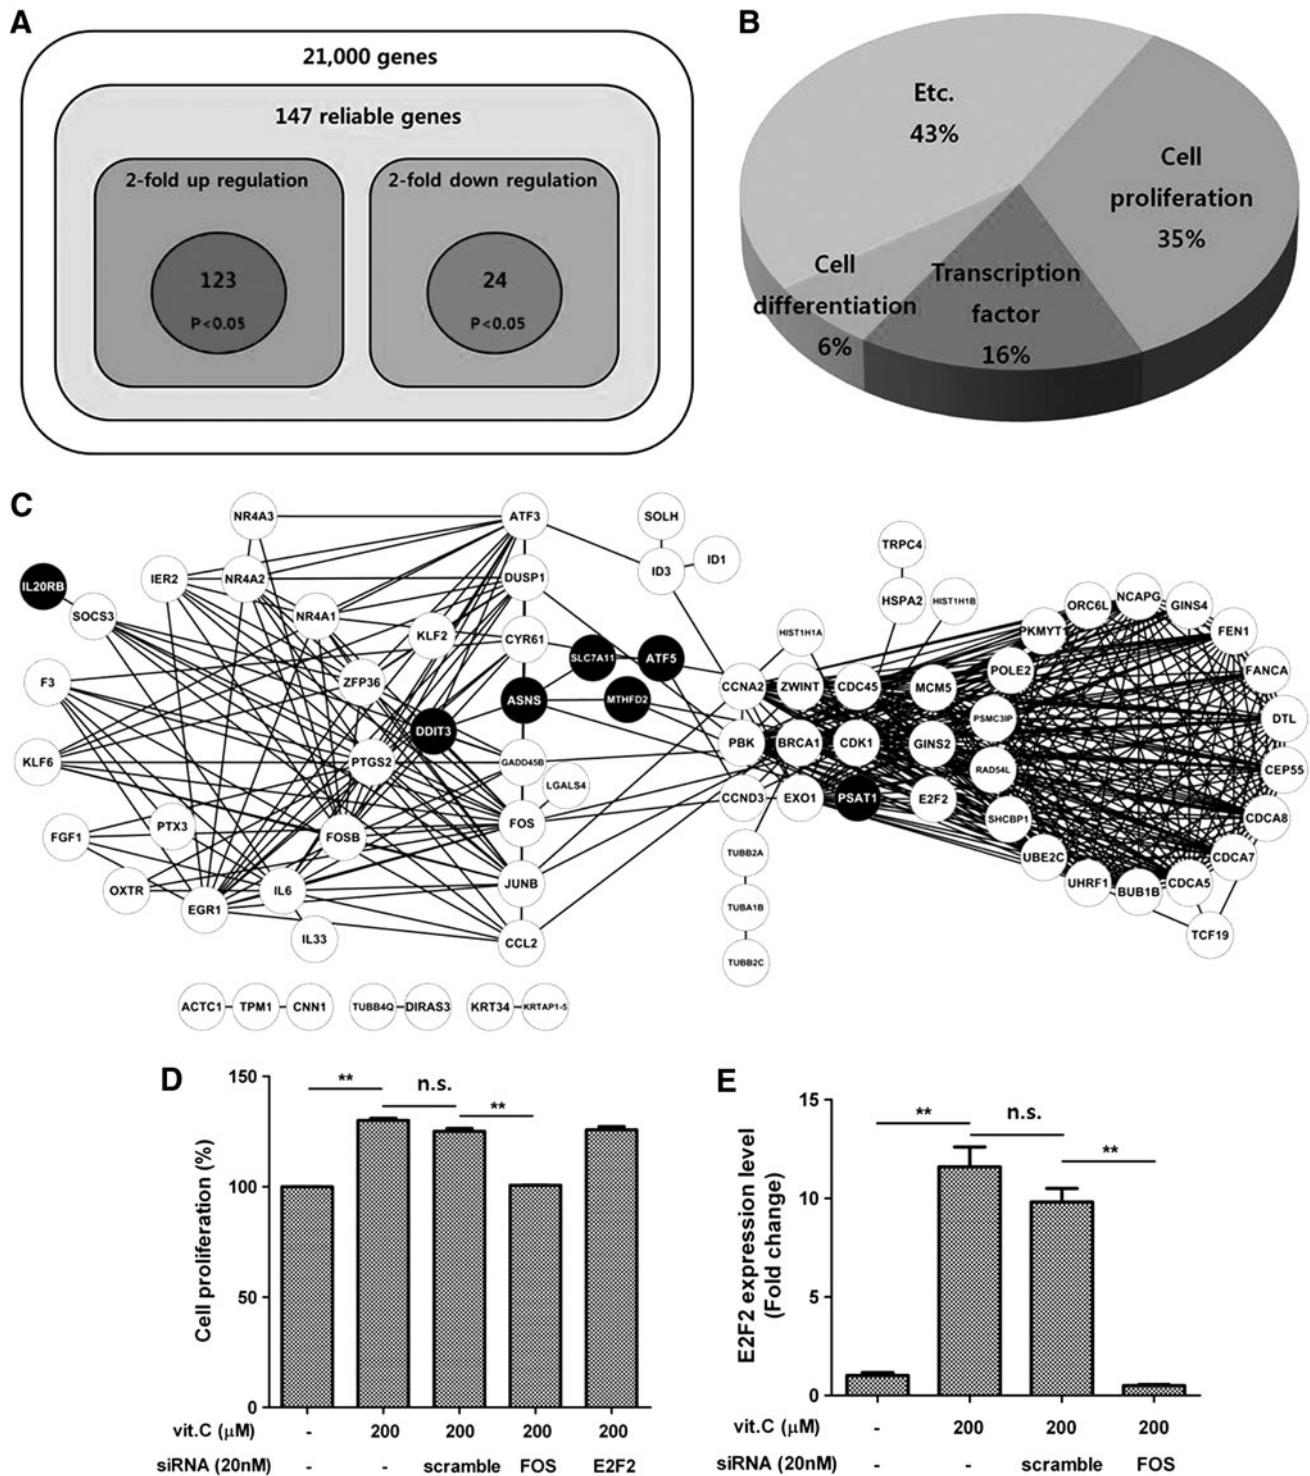 A
21,000 genes
147 reliable genes
2-fold up regulation
2-fold down regulation
123
P<0.05
24
P<0.05
B
Etc.
43%
Cell
proliferation
35%
Cell
differentiation
6%
Transcription
factor
16%
C
NR4A3
ATF3
SOLH
TRPC4
IL20RB
IER2
NR4A2
DUSP1
ID3
ID1
HSPA2
HIST1H1B
ORC6L
NCAPG
GINS4
SOCS3
NR4A1
KLF2
CYR61
SLC7A11
ATF5
HIST1H1A
PKMYT1
FEN1
F3
ZFP36
ASNS
MTHFD2
CCNA2
ZWINT
CDC45
MCM5
POLE2
FANCA
DDIT3
PSMC3IP
DTL
KLF6
PTGS2
GADD45B
LGALS4
PBK
BRCA1
CDK1
GINS2
RAD54L
CEP55
CCND3
EXO1
PSAT1
E2F2
SHCBP1
CDCA8
FGF1
PTX3
FOSB
FOS
TUBB2A
UBE2C
CDCA7
OXTR
EGR1
IL6
JUNB
UHRF1
BUB1B
CDCA5
TUBA1B
IL33
CCL2
TCF19
TUBB2C
ACTC1
TPM1
CNN1
TUBB4Q
DIRAS3
KRT34
KRTAP1-5
D
Cell proliferation (%)
150
100
50
0
**
n.s.
**
vit.C (μM) - 200 200 200 200
siRNA (20nM) - - scramble FOS E2F2
E
E2F2 expression level
(Fold change)
15
10
5
0
**
n.s.
**
vit.C (μM) - 200 200 200
siRNA (20nM) - - scramble FOS